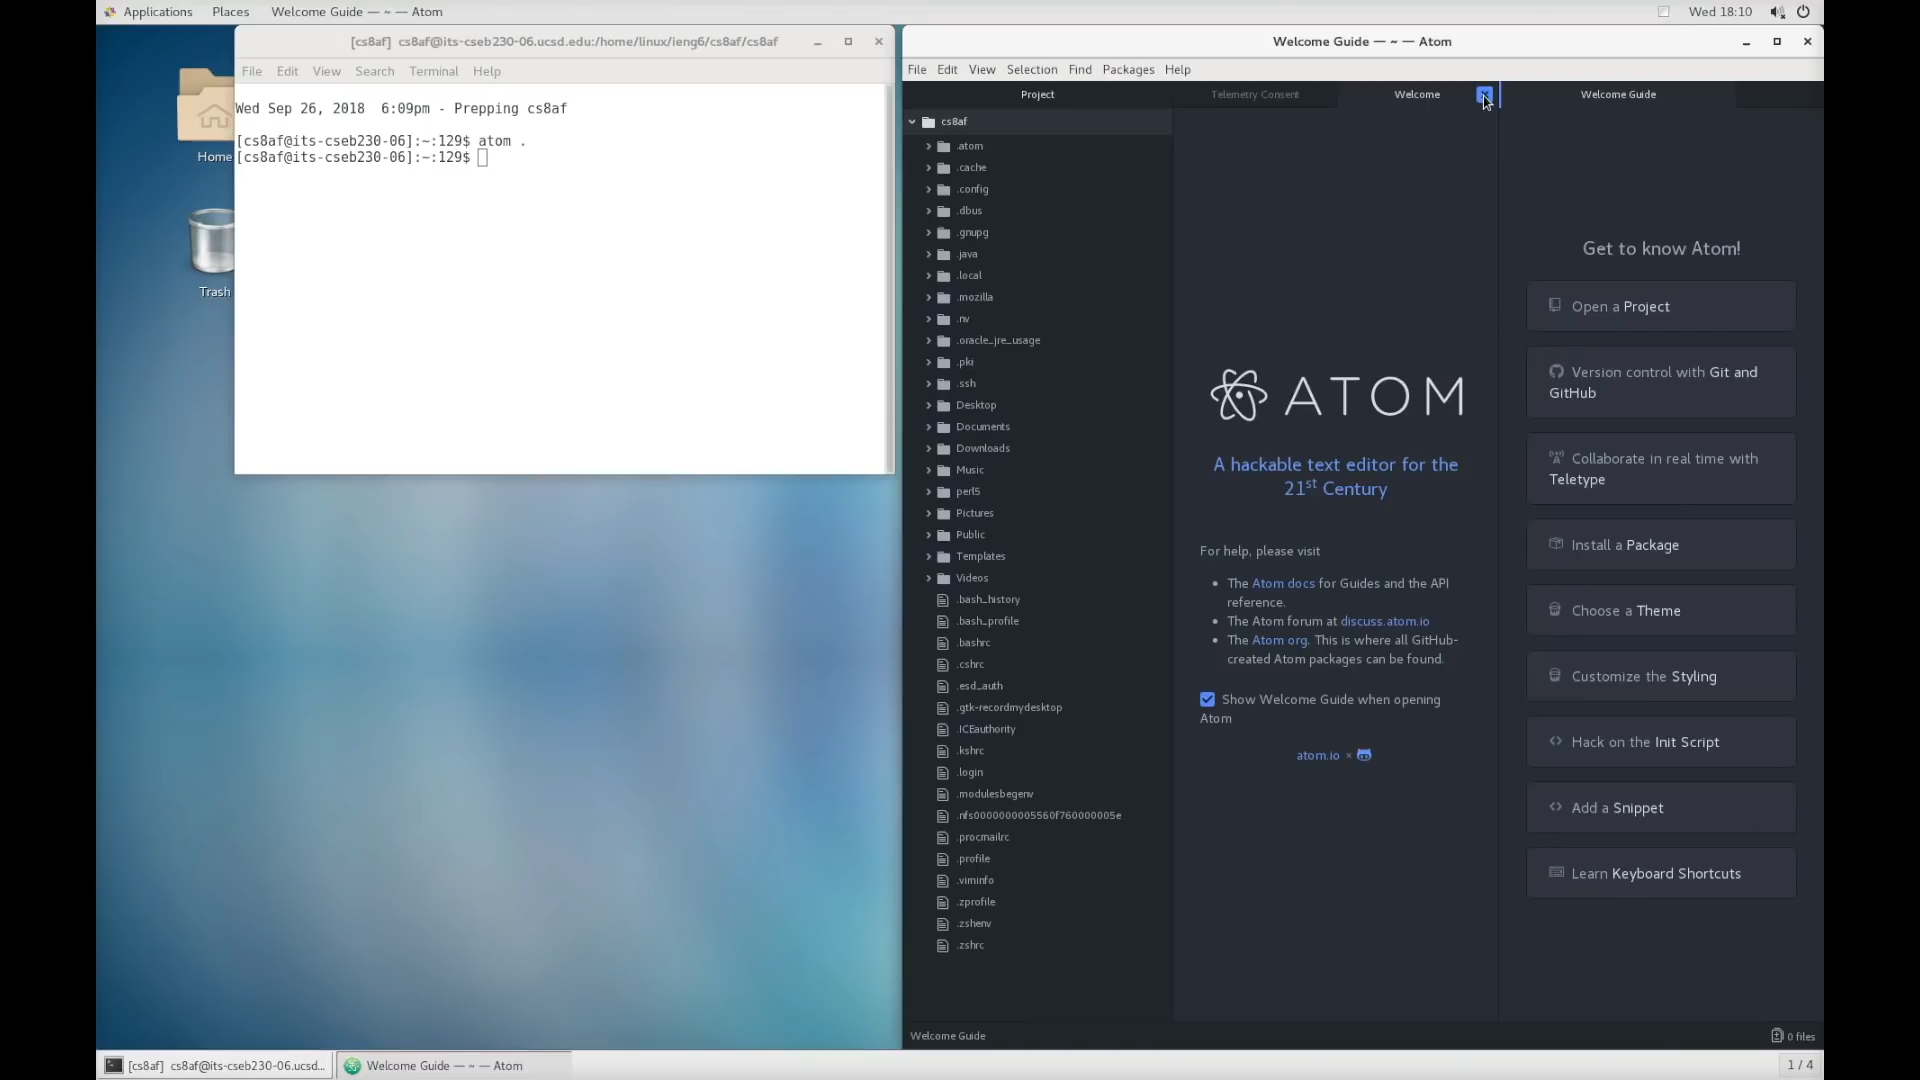 Applications Places Welcome Guide — ~ — Atom
Wed 18:10
Home
Trash
[cs8af] cs8af@its-cseb230-06.ucsd.edu:/home/linux/ieng6/cs8af/cs8af
File Edit View Search Terminal Help
Wed Sep 26, 2018 6:09pm - Prepping cs8af
[cs8af@its-cseb230-06]:~:129$ atom .
[cs8af@its-cseb230-06]:~:129$
Welcome Guide — ~ — Atom
File Edit View Selection Find Packages Help
Project
Telemetry Consent
Welcome
Welcome Guide
cs8af
.atom
.cache
.config
.dbus
.gnupg
.java
.local
.mozilla
.nv
.oracle_jre_usage
.pki
.ssh
Desktop
Documents
Downloads
Music
perl5
Pictures
Public
Templates
Videos
.bash_history
.bash_profile
.bashrc
.cshrc
.esd_auth
.gtk-recordmydesktop
.ICEauthority
.kshrc
.login
.modulesbegenv
.nfs0000000005560f760000005e
.procmailrc
.profile
.viminfo
.zprofile
.zshenv
.zshrc
ATOM
A hackable text editor for the
21st Century
For help, please visit
• The Atom docs for Guides and the API
reference.
• The Atom forum at discuss.atom.io
• The Atom org. This is where all GitHub-
created Atom packages can be found.
Show Welcome Guide when opening
Atom
atom.io ×
Get to know Atom!
Open a Project
Version control with Git and
GitHub
Collaborate in real time with
Teletype
Install a Package
Choose a Theme
Customize the Styling
Hack on the Init Script
Add a Snippet
Learn Keyboard Shortcuts
Welcome Guide
0 files
[cs8af] cs8af@its-cseb230-06.ucsd...
Welcome Guide — ~ — Atom
1 / 4